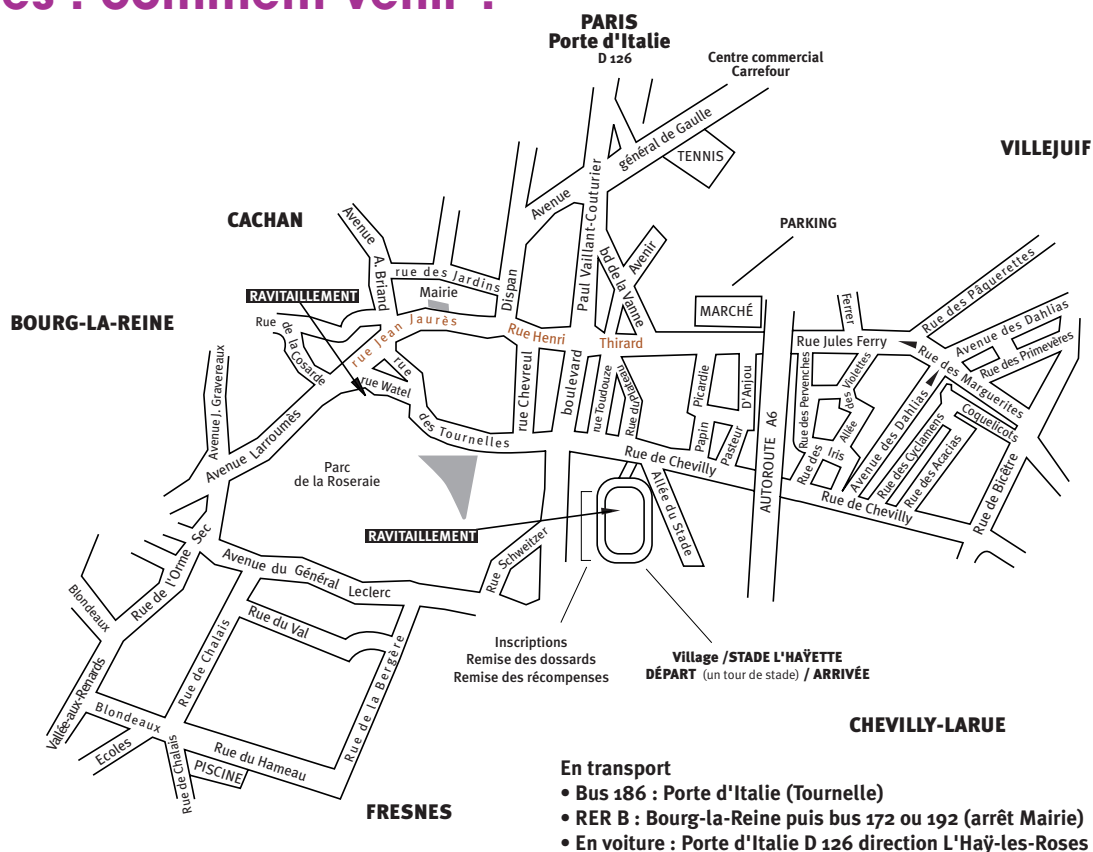 es : comment venir ?
PARIS
Porte d'Italie
D 126
Centre commercial
Carrefour
général de Gaulle
TENNIS
VILLEJUIF
Avenue
Paul Vaillant-Couturier
CACHAN
Avenue
A. Briand
PARKING
bd de la Vanne
Avenir
rue des Jardins
Dispan
Mairie
RAVITAILLEMENT
MARCHÉ
Ferrer
Rue des Pâquerettes
BOURG-LA-REINE
Rue
de la Cosarde
rue Jean Jaurès
Rue Henri
Thirard
Rue Jules Ferry
Avenue des Dahlias
Rue des Primevères
Rue des Marguerites
Avenue J. Gravereaux
rue
rue Watel
des Tournelles
rue Chevreul
boulevard
rue Toudouze
Rue du Plateau
Picardie
Papin
D'Anjou
Pasteur
AUTOROUTE A6
Rue des Pervenches
Allée
des Violettes
Rue des
Iris
Avenue des Dahlias
Coquelicots
Rue des Cyclamens
Rue des Acacias
Avenue Larroumès
Rue de Chevilly
Rue de Chevilly
Rue de Bicêtre
Parc
de la Roseraie
Allée du Stade
RAVITAILLEMENT
Rue Schweitzer
Rue de l'Orme Sec
Avenue du Général Leclerc
Blondeaux
Rue du Val
Rue de Chalais
Rue de la Bergère
Inscriptions
Remise des dossards
Remise des récompenses
Village /STADE L'HAŸETTE
DÉPART (un tour de stade) / ARRIVÉE
Vallée-aux-Renards
Blondeaux
Ecoles
Rue de Chalais
Rue du Hameau
PISCINE
CHEVILLY-LARUE
FRESNES
En transport
• Bus 186 : Porte d'Italie (Tournelle)
• RER B : Bourg-la-Reine puis bus 172 ou 192 (arrêt Mairie)
• En voiture : Porte d'Italie D 126 direction L'Haÿ-les-Roses